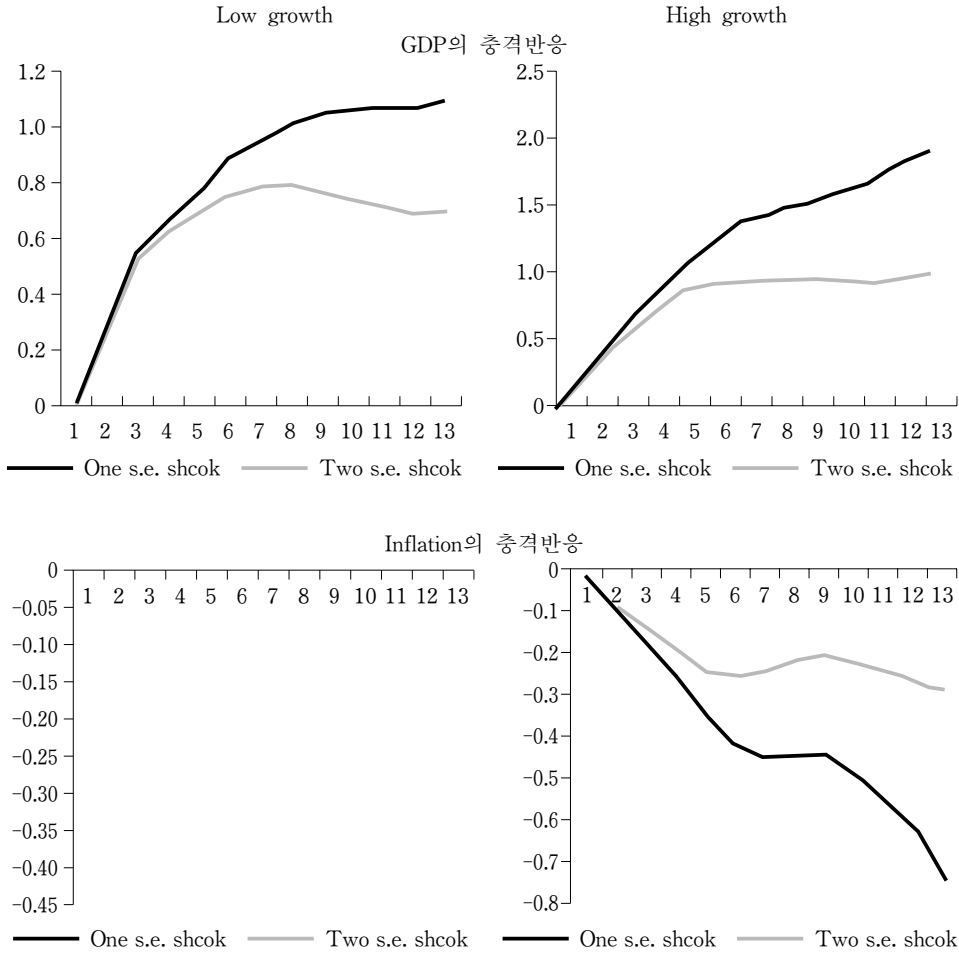 Low growth
High growth
GDP의 충격반응
1.2
1.0
0.8
0.6
0.4
0.2
0
1 2 3 4 5 6 7 8 9 10 11 12 13
One s.e. shcok Two s.e. shcok
2.5
2.0
1.5
1.0
0.5
0
1 2 3 4 5 6 7 8 9 10 11 12 13
One s.e. shcok Two s.e. shcok
Inflation의 충격반응
0
-0.05
-0.10
-0.15
-0.20
-0.25
-0.30
-0.35
-0.40
-0.45
1 2 3 4 5 6 7 8 9 10 11 12 13
One s.e. shcok Two s.e. shcok
0
-0.1
-0.2
-0.3
-0.4
-0.5
-0.6
-0.7
-0.8
1 2 3 4 5 6 7 8 9 10 11 12 13
One s.e. shcok Two s.e. shcok